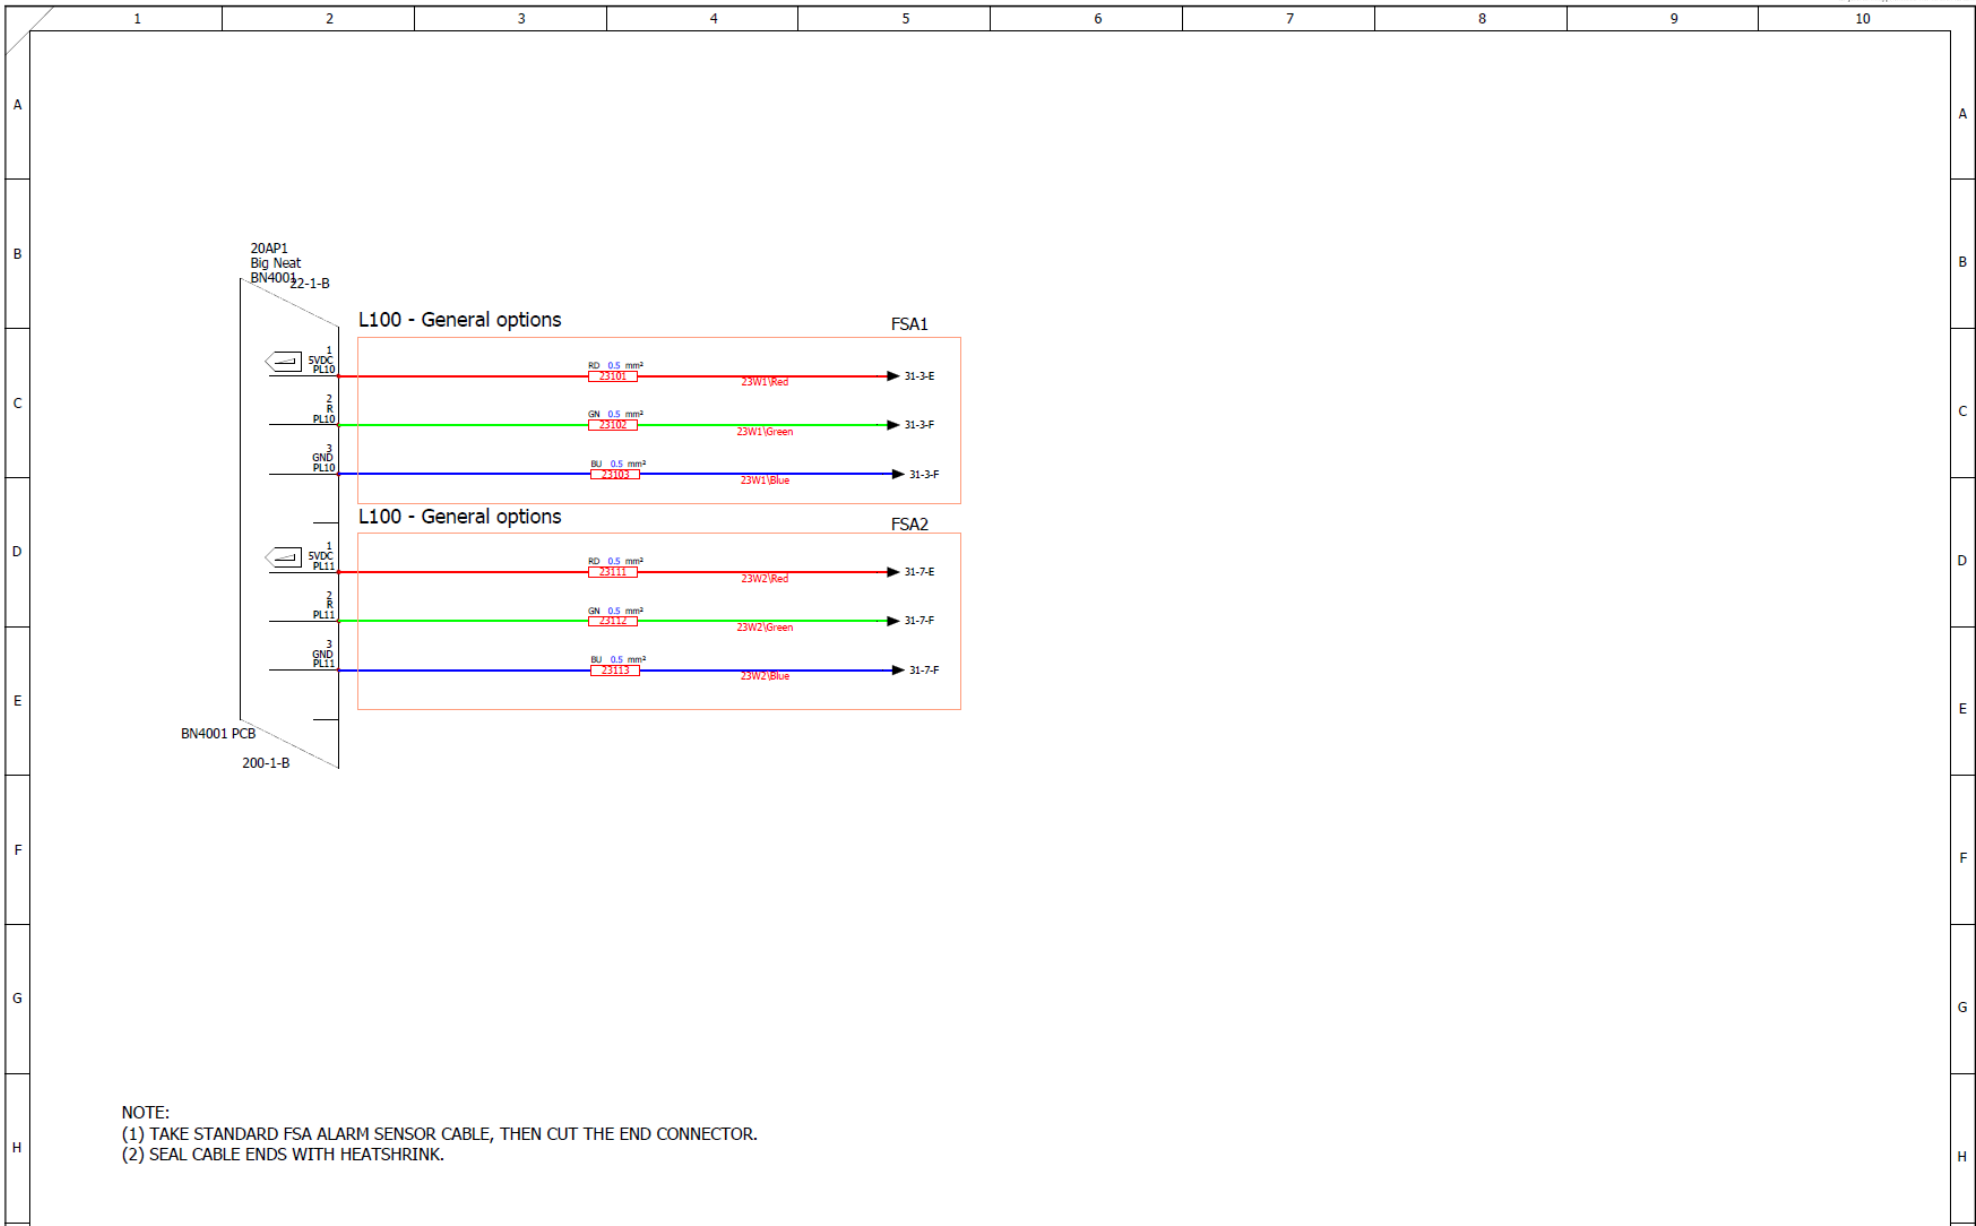 1 2 3 4 5 6 7 8 9 10
A A
B B
20AP1
Big Neat
BN4001
22-1-B
L100 - General options
FSA1
1
5VDC
PL10
RD 0.5 mm²
23101
23W1\Red
31-3-E
2
R
PL10
GN 0.5 mm²
23102
23W1\Green
31-3-F
C C
3
GND
PL10
BU 0.5 mm²
23103
23W1\Blue
31-3-F
L100 - General options
FSA2
D D
1
5VDC
PL11
RD 0.5 mm²
23111
23W2\Red
31-7-E
2
R
PL11
GN 0.5 mm²
23112
23W2\Green
31-7-F
3
GND
PL11
BU 0.5 mm²
23113
23W2\Blue
31-7-F
E E
BN4001 PCB
200-1-B
F F
G G
NOTE:
(1) TAKE STANDARD FSA ALARM SENSOR CABLE, THEN CUT THE END CONNECTOR.
(2) SEAL CABLE ENDS WITH HEATSHRINK.
H H